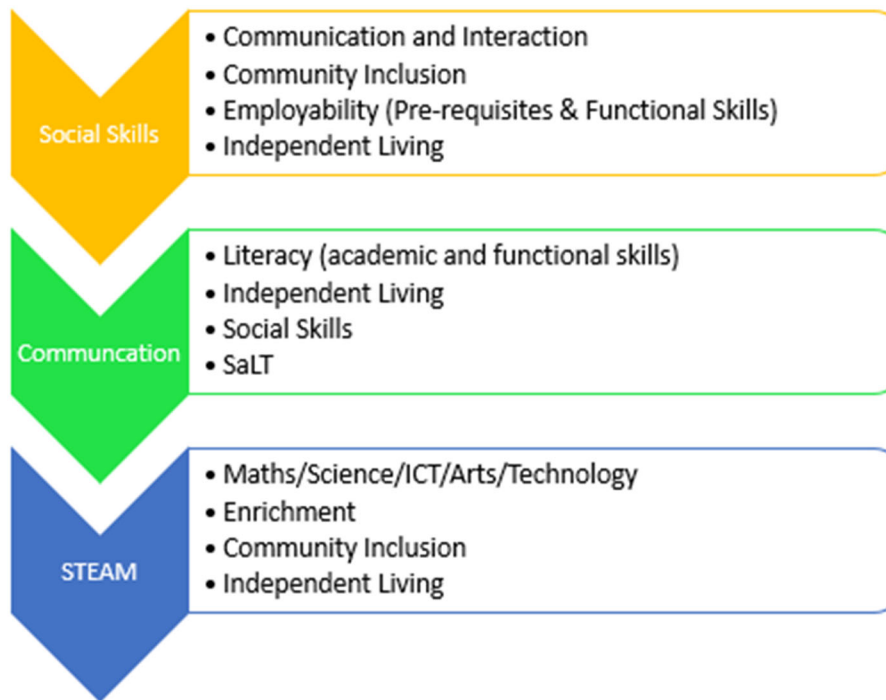 Social Skills
• Communication and Interaction
• Community Inclusion
• Employability (Pre-requisites & Functional Skills)
• Independent Living
Communcation
• Literacy (academic and functional skills)
• Independent Living
• Social Skills
• SaLT
STEAM
• Maths/Science/ICT/Arts/Technology
• Enrichment
• Community Inclusion
• Independent Living